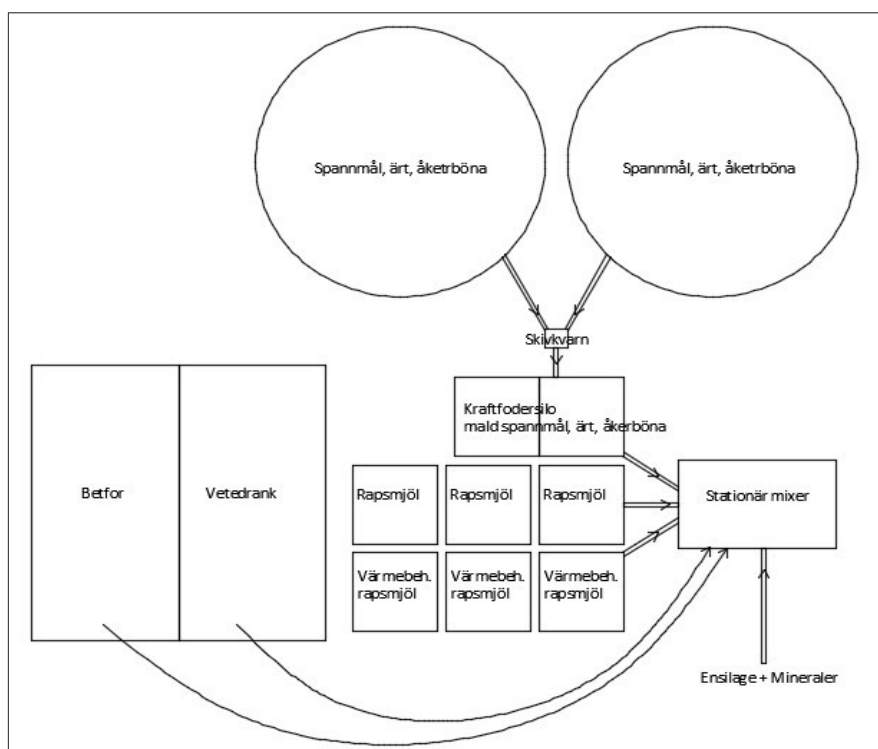 Spannmål, ärt, åketrböna
Spannmål, ärt, åketrböna
Skivkvarn
Kraftfodersilo
mald spannmål, ärt, åkerböna
Betfor
Vetedrank
Rapsmjöl
Rapsmjöl
Rapsmjöl
Stationär mixer
Värmebeh.
rapsmjöl
Värmebeh.
rapsmjöl
Värmebeh.
rapsmjöl
Ensilage + Mineraler